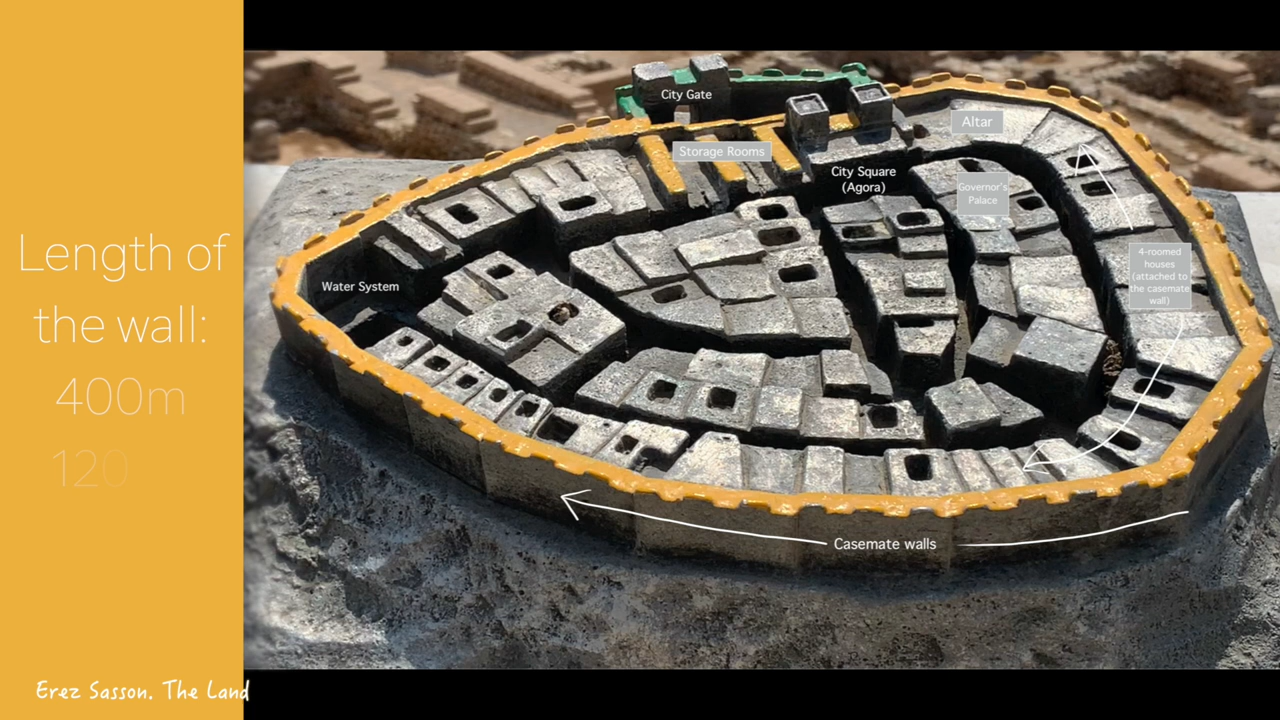 Length of
the wall:
400m
120
City Gate
Storage Rooms
Altar
City Square
(Agora)
Governor's
Palace
4-roomed
houses
(attached to
the casemate
wall)
Water System
Casemate walls
Erez Sasson. The Land